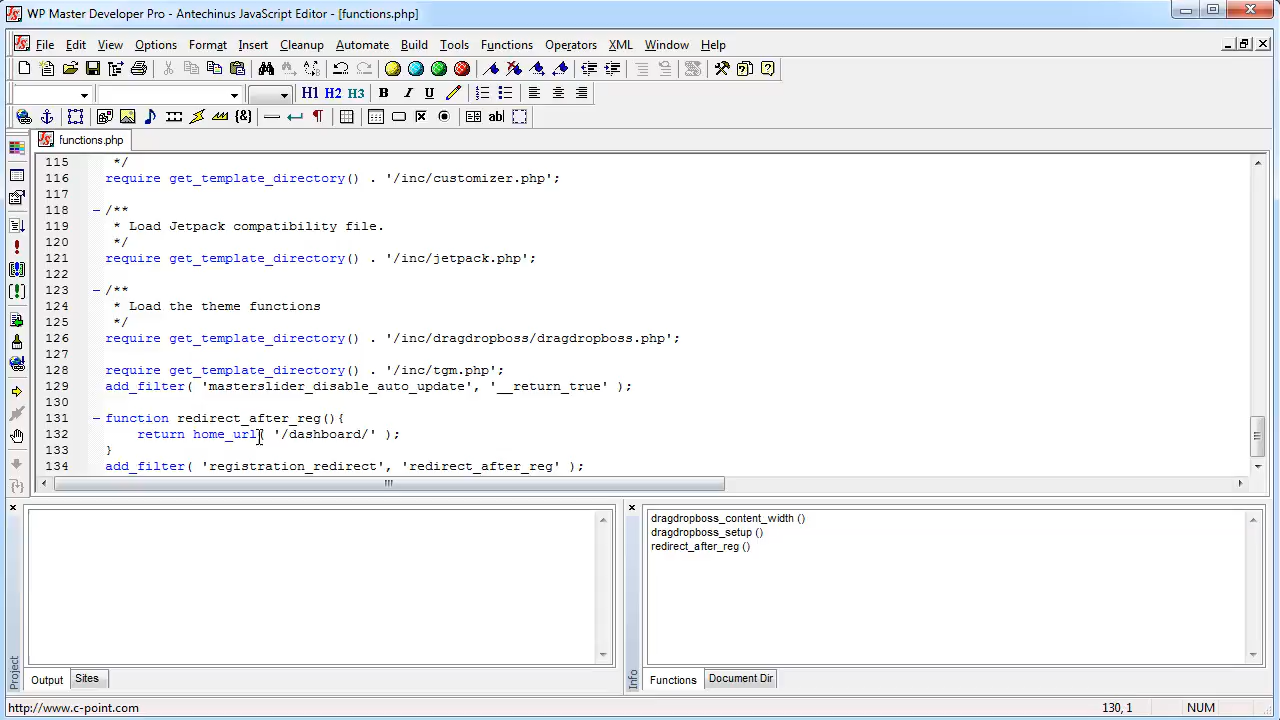 WP Master Developer Pro - Antechinus JavaScript Editor - [functions.php]
File Edit View Options Format Insert Cleanup Automate Build Tools Functions Operators XML Window Help
H1 H2 H3 B I U
ab|
functions.php
115 */
116 require get_template_directory() . '/inc/customizer.php';
117
118 /**
119 * Load Jetpack compatibility file.
120 */
121 require get_template_directory() . '/inc/jetpack.php';
122
123 /**
124 * Load the theme functions
125 */
126 require get_template_directory() . '/inc/dragdropboss/dragdropboss.php';
127
128 require get_template_directory() . '/inc/tgm.php';
129 add_filter( 'masterslider_disable_auto_update', '__return_true' );
130
131 function redirect_after_reg(){
132 return home_url( '/dashboard/' );
133 }
134 add_filter( 'registration_redirect', 'redirect_after_reg' );
dragdropboss_content_width ()
dragdropboss_setup ()
redirect_after_reg ()
Project
Info
Output Sites
Functions Document Dir
http://www.c-point.com 130, 1 NUM